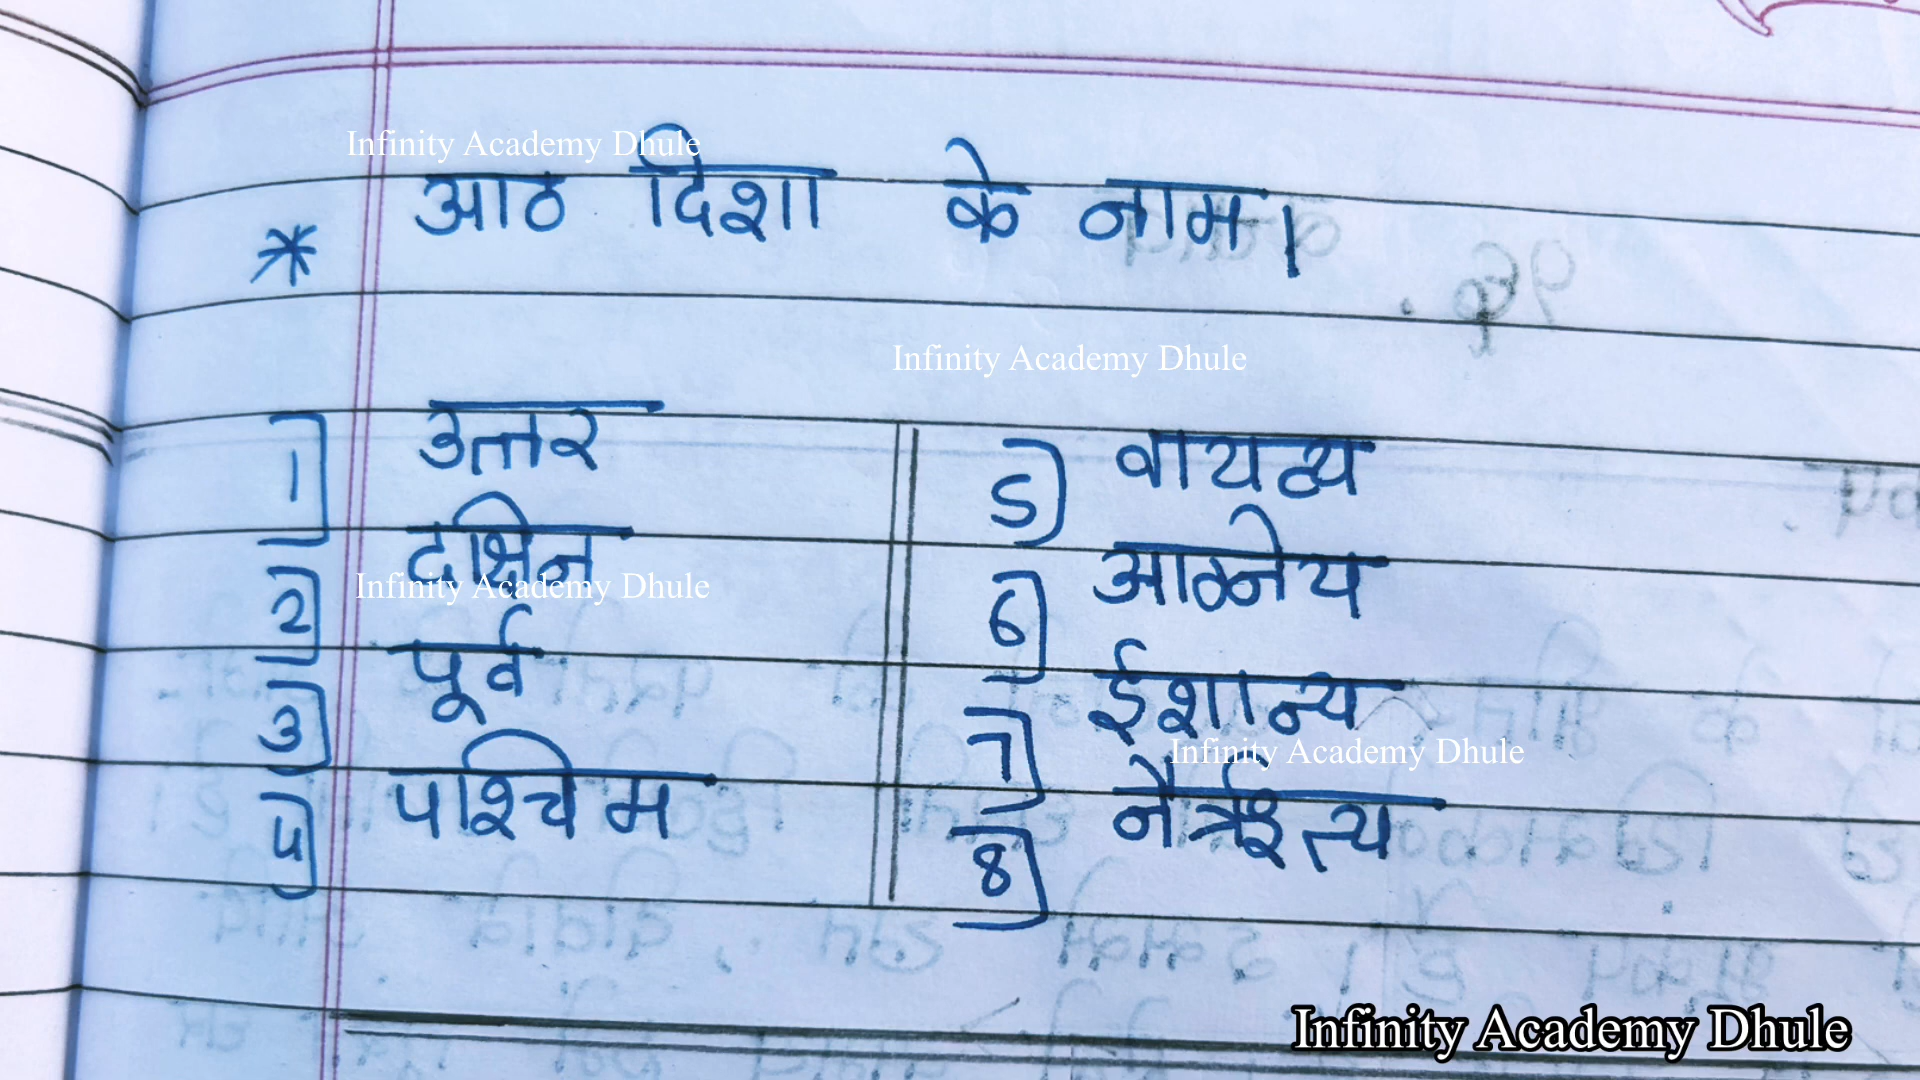 Infinity Academy Dhule
* आठ दिशा के नाम।
Infinity Academy Dhule
1] उत्तर
2] दक्षिन
Infinity Academy Dhule
3] पूर्व
4] पश्चिम
5] वायव्य
6] आग्नेय
7] ईशान्य
Infinity Academy Dhule
8] नैर्ऋत्य
Infinity Academy Dhule